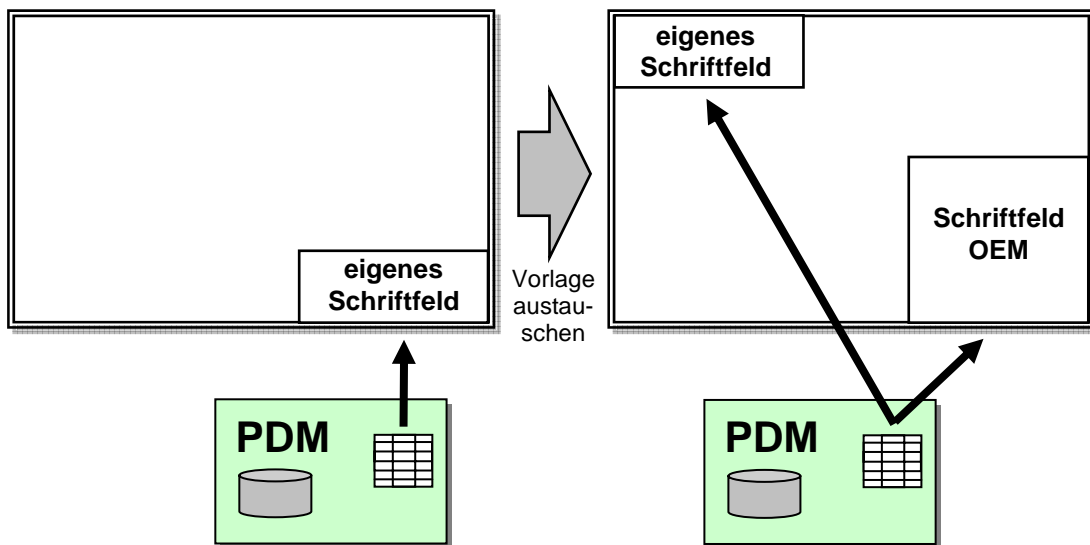 eigenes
Schriftfeld
eigenes
Schriftfeld
Vorlage
austau-
schen
Schriftfeld
OEM
PDM
PDM